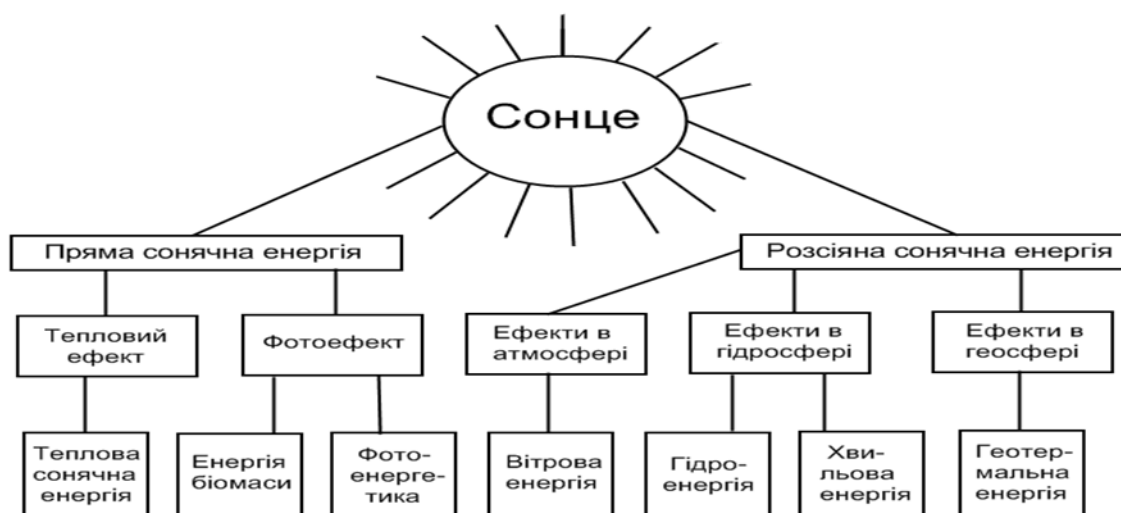 Сонце
Пряма сонячна енергія
Розсіяна сонячна енергія
Тепловий
ефект
Фотоефект
Ефекти в
атмосфері
Ефекти в
гідросфері
Ефекти в
геосфері
Теплова
сонячна
енергія
Енергія
біомаси
Фото-
енерге-
тика
Вітрова
енергія
Гідро-
енергія
Хви-
льова
енергія
Геотер-
мальна
енергія